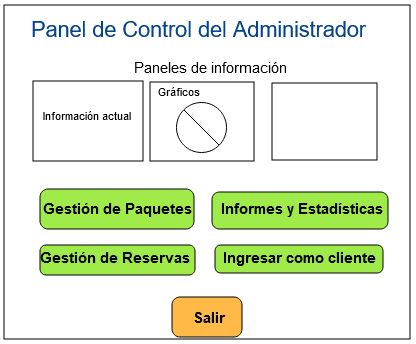 Panel de Control del Administrador
Paneles de información
Información actual
Gráficos
Gestión de Paquetes
Informes y Estadísticas
Gestión de Reservas
Ingresar como cliente
Salir